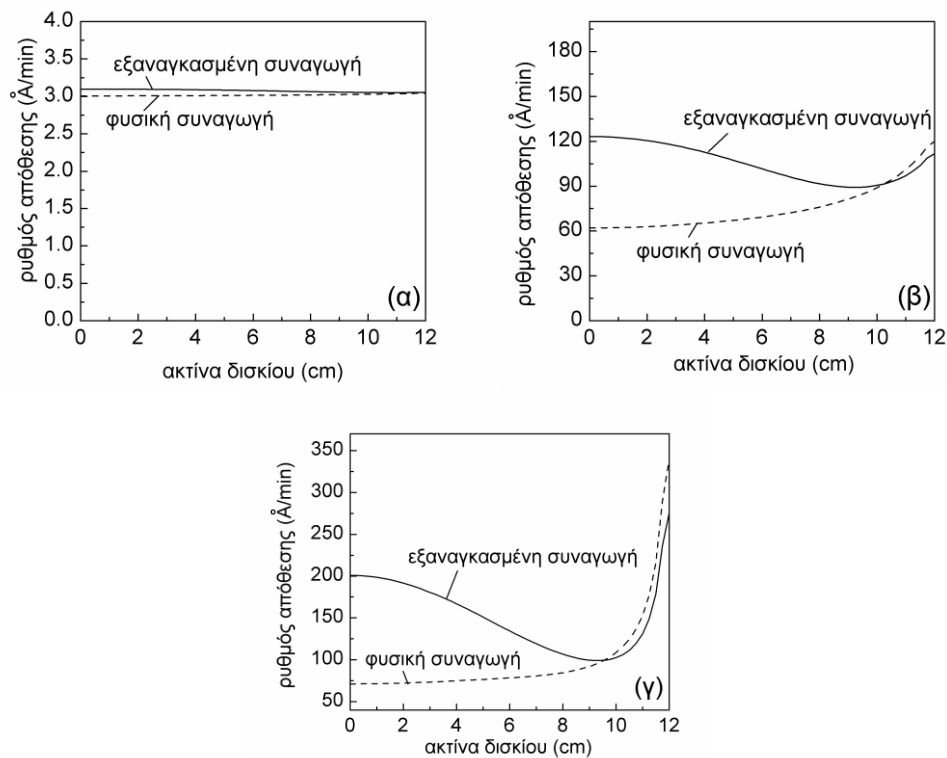 4.0
3.5
3.0
2.5
2.0
1.5
1.0
0.5
0.0
ρυθμός απόθεσης (Å/min)
εξαναγκασμένη συναγωγή
φυσική συναγωγή
(α)
0 2 4 6 8 10 12
ακτίνα δισκίου (cm)
180
150
120
90
60
30
0
ρυθμός απόθεσης (Å/min)
εξαναγκασμένη συναγωγή
φυσική συναγωγή
(β)
0 2 4 6 8 10 12
ακτίνα δισκίου (cm)
350
300
250
200
150
100
50
ρυθμός απόθεσης (Å/min)
εξαναγκασμένη συναγωγή
φυσική συναγωγή
(γ)
0 2 4 6 8 10 12
ακτίνα δισκίου (cm)